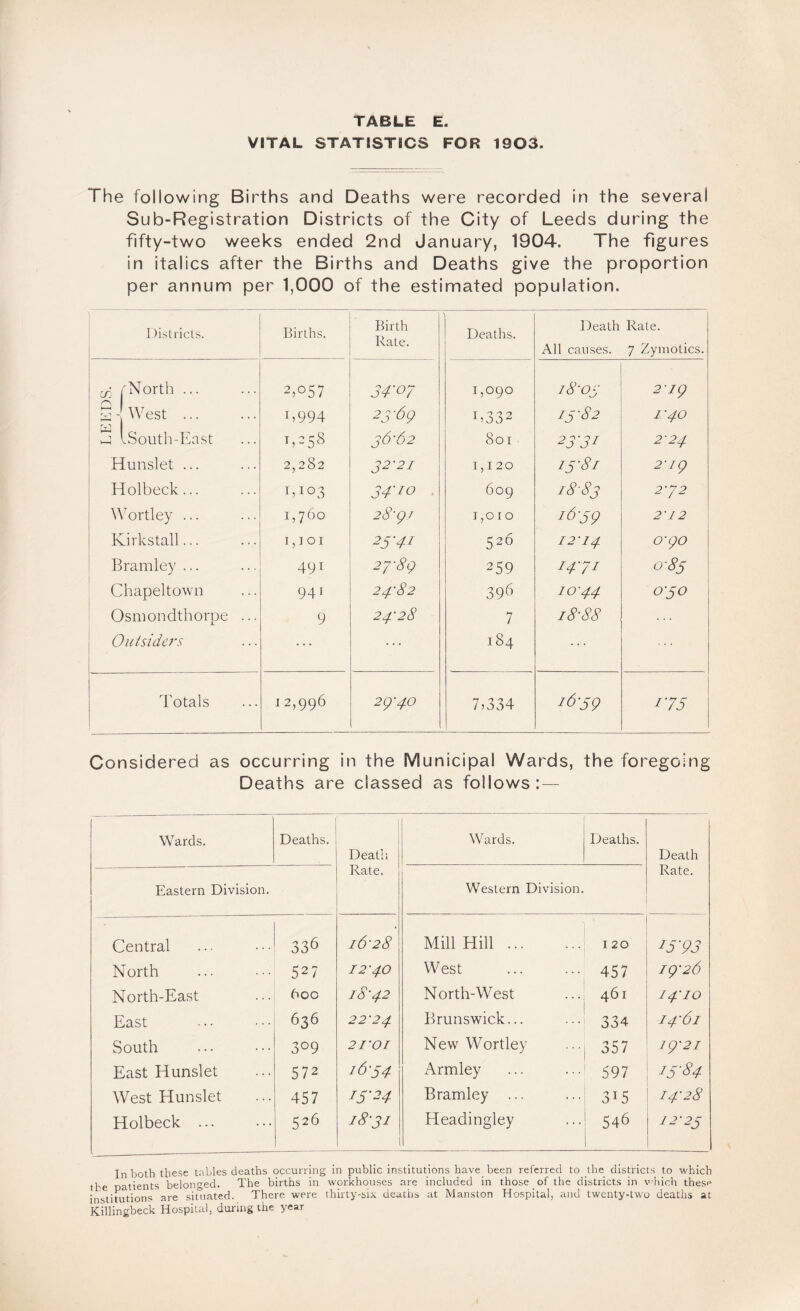 TABLE E.
VITAL STATISTICS FOR 1903.
The following Births and Deaths were recorded in the several
Sub-Registration Districts of the City of Leeds during the
fifty-two weeks ended 2nd January, 1904. The figures
in italics after the Births and Deaths give the proportion
per annum per 1,000 of the estimated population.
Districts. Births. Birth Rate. Deaths. Death Rate. All causes. 7 Zymotics.
LEEDS.
North ... ... 2,057 34·07 1,090 18·05 2·19
West ... ... 1,994 23·69 1,332 15·82 1·40
South-East ... 1,258 36·62 801 23·31 2·24
Hunslet ... ... 2,282 32·21 1,120 15·81 2·19
Holbeck ... ... 1,103 34·10 609 18·83 2·72
Wortley ... ... 1,760 28·91 1,010 16·59 2·12
Kirkstall ... ... 1,101 25·41 526 12·14 0·90
Bramley ... ... 491 27·89 259 14·71 0·85
Chapeltown ... 941 24·82 396 10·44 0·50
Osmondthorpe ... 9 24·28 7 18·88 ...
Outsiders ... ... ... 184 ... ...
Totals ... 12,996 29·40 7,334 16·59 1·75
Considered as occurring in the Municipal Wards, the foregoing
Deaths are classed as follows:—
Wards. Deaths. Death Rate. Wards. Deaths. Death Rate.
Eastern Division. Western Division.
Central ... ... 336 16·28 Mill Hill ... ... 120 15·93
North ... ... 527 12·40 West ... ... 457 19·26
North-East ... 600 18·42 North-West ... 461 14·10
East ... ... 636 22·24 Brunswick ... ... 334 14·61
South ... ... 309 21·01 New Wortley ... 357 19·21
East Hunslet ... 572 16·54 Armley ... ... 597 15·84
West Hunslet ... 457 15·24 Bramley ... ... 315 14·28
Holbeck ... ... 526 18·31 Headingley ... 546 12·25
In both these tables deaths occurring in public institutions have been referred to the districts to which
the patients belonged. The births in workhouses are included in those of the districts in which these
institutions are situated. There were thirty-six deaths at Manston Hospital, and twenty-two deaths at
Killingbeck Hospital, during the year